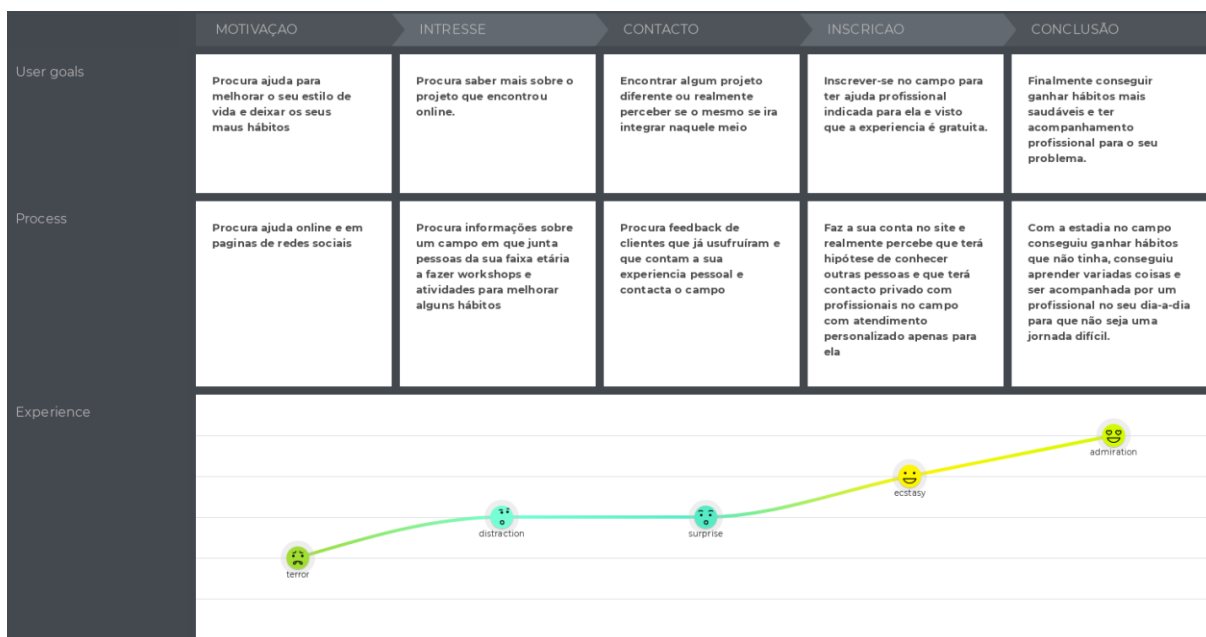 MOTIVAÇAO
INTRESSE
CONTACTO
INSCRICAO
CONCLUSÃO
User goals
Procura ajuda para
melhorar o seu estilo de
vida e deixar os seus
maus hábitos
Procura saber mais sobre o
projeto que encontrou
online.
Encontrar algum projeto
diferente ou realmente
perceber se o mesmo se ira
integrar naquele meio
Inscrever-se no campo para
ter ajuda profissional
indicada para ela e visto
que a experiencia é gratuita.
Finalmente conseguir
ganhar hábitos mais
saudáveis e ter
acompanhamento
profissional para o seu
problema.
Process
Procura ajuda online e em
paginas de redes sociais
Procura informações sobre
um campo em que junta
pessoas da sua faixa etária
a fazer workshops e
atividades para melhorar
alguns hábitos
Procura feedback de
clientes que já usufruíram e
que contam a sua
experiencia pessoal e
contacta o campo
Faz a sua conta no site e
realmente percebe que terá
hipótese de conhecer
outras pessoas e que terá
contacto privado com
profissionais no campo
com atendimento
personalizado apenas para
ela
Com a estadia no campo
conseguiu ganhar hábitos
que não tinha, conseguiu
aprender variadas coisas e
ser acompanhada por um
profissional no seu dia-a-dia
para que não seja uma
jornada difícil.
Experience
terror
distraction
surprise
ecstasy
admiration